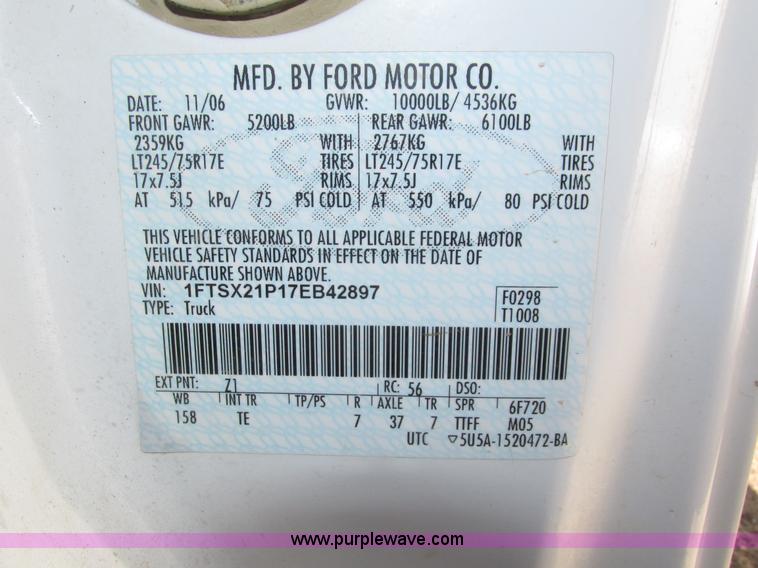 MFD. BY FORD MOTOR CO.
DATE: 11/06 GVWR: 10000LB/ 4536KG
FRONT GAWR: 5200LB REAR GAWR: 6100LB
2359KG WITH 2767KG WITH
LT245/75R17E TIRES LT245/75R17E TIRES
17x7.5J RIMS 17x7.5J RIMS
AT 515 kPa/ 75 PSI COLD AT 550 kPa/ 80 PSI COLD
THIS VEHICLE CONFORMS TO ALL APPLICABLE FEDERAL MOTOR
VEHICLE SAFETY STANDARDS IN EFFECT ON THE DATE OF
MANUFACTURE SHOWN ABOVE.
VIN: 1FTSX21P17EB42897 F0298
TYPE: Truck T1008
EXT PNT: Z1 RC: 56 DSO:
WB INT TR TP/PS R AXLE TR SPR 6F720
158 TE 7 37 7 TTFF M05
UTC ▽5U5A-1520472-BA
www.purplewave.com